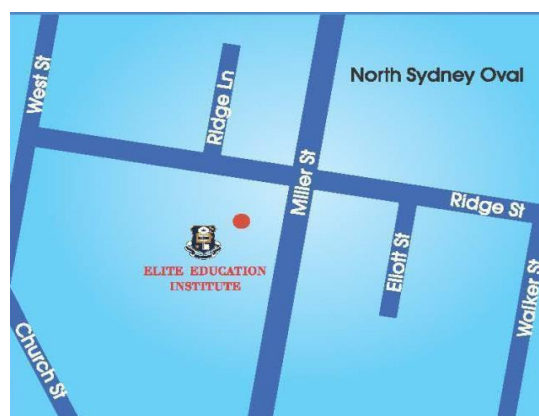 North Sydney Oval
West St
Ridge Ln
Miller St
Ridge St
Ellott St
Walker St
ELITE EDUCATION
INSTITUTE
Church St